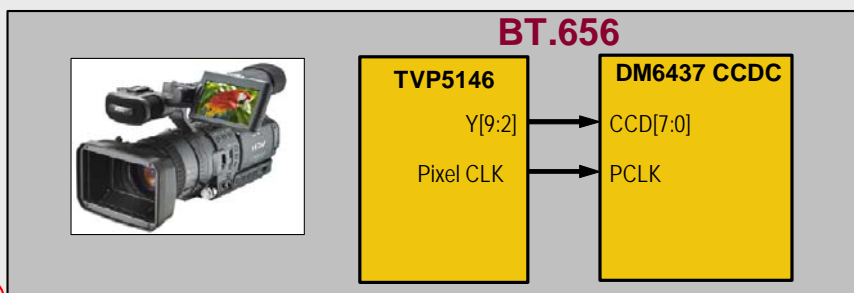 BT.656
TVP5146
DM6437 CCDC
Y[9:2]
CCD[7:0]
Pixel CLK
PCLK